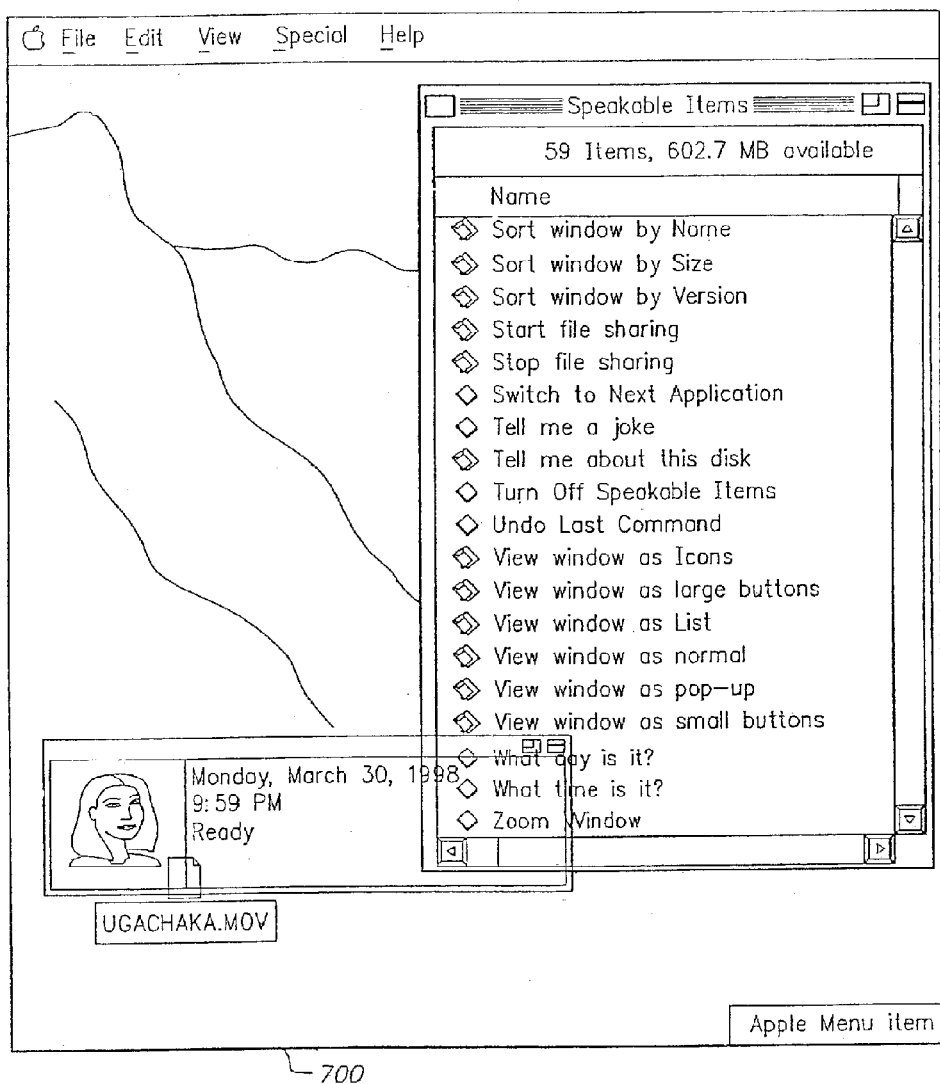 File Edit View Special Help
Speakable Items
59 Items, 602.7 MB available
Name
Sort window by Name
Sort window by Size
Sort window by Version
Start file sharing
Stop file sharing
Switch to Next Application
Tell me a joke
Tell me about this disk
Turn Off Speakable Items
Undo Last Command
View window as Icons
View window as large buttons
View window as List
View window as normal
View window as pop-up
View window as small buttons
What day is it?
What time is it?
Zoom Window
Monday, March 30, 1998
9:59 PM
Ready
UGACHAKA.MOV
Apple Menu item
700